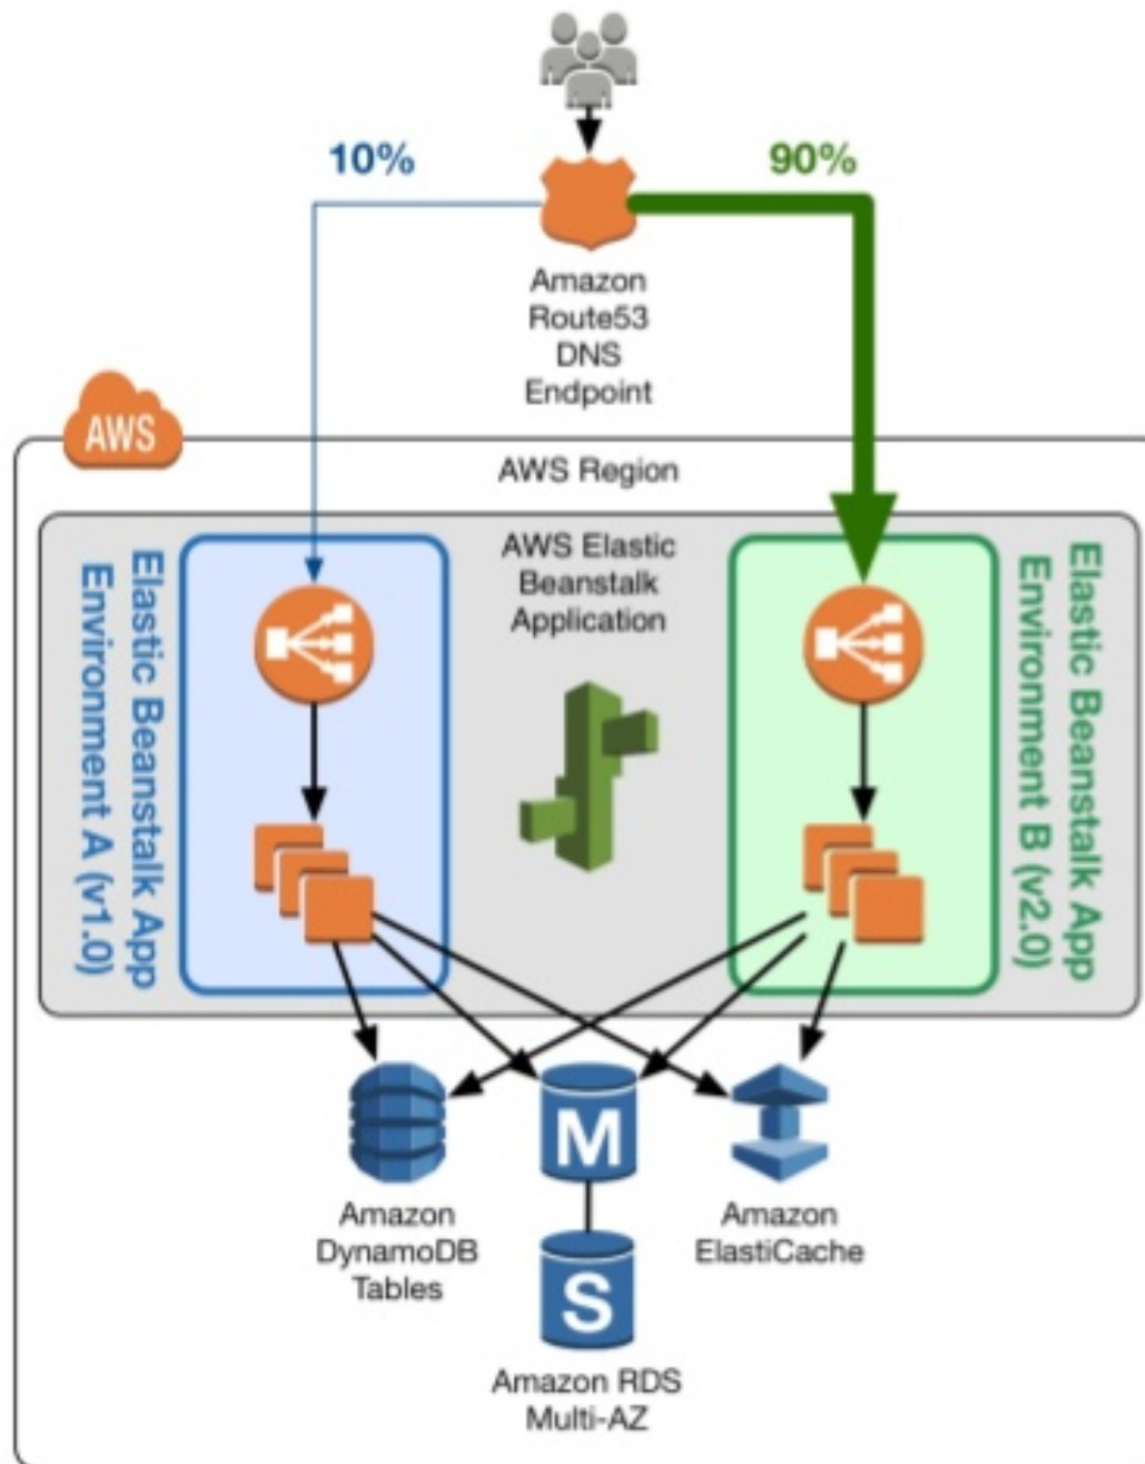 10%
90%
Amazon
Route53
DNS
Endpoint
AWS
AWS Region
Elastic Beanstalk App
Environment A (v1.0)
AWS Elastic
Beanstalk
Application
Elastic Beanstalk App
Environment B (v2.0)
M
Amazon
DynamoDB
Tables
Amazon
ElastiCache
S
Amazon RDS
Multi-AZ